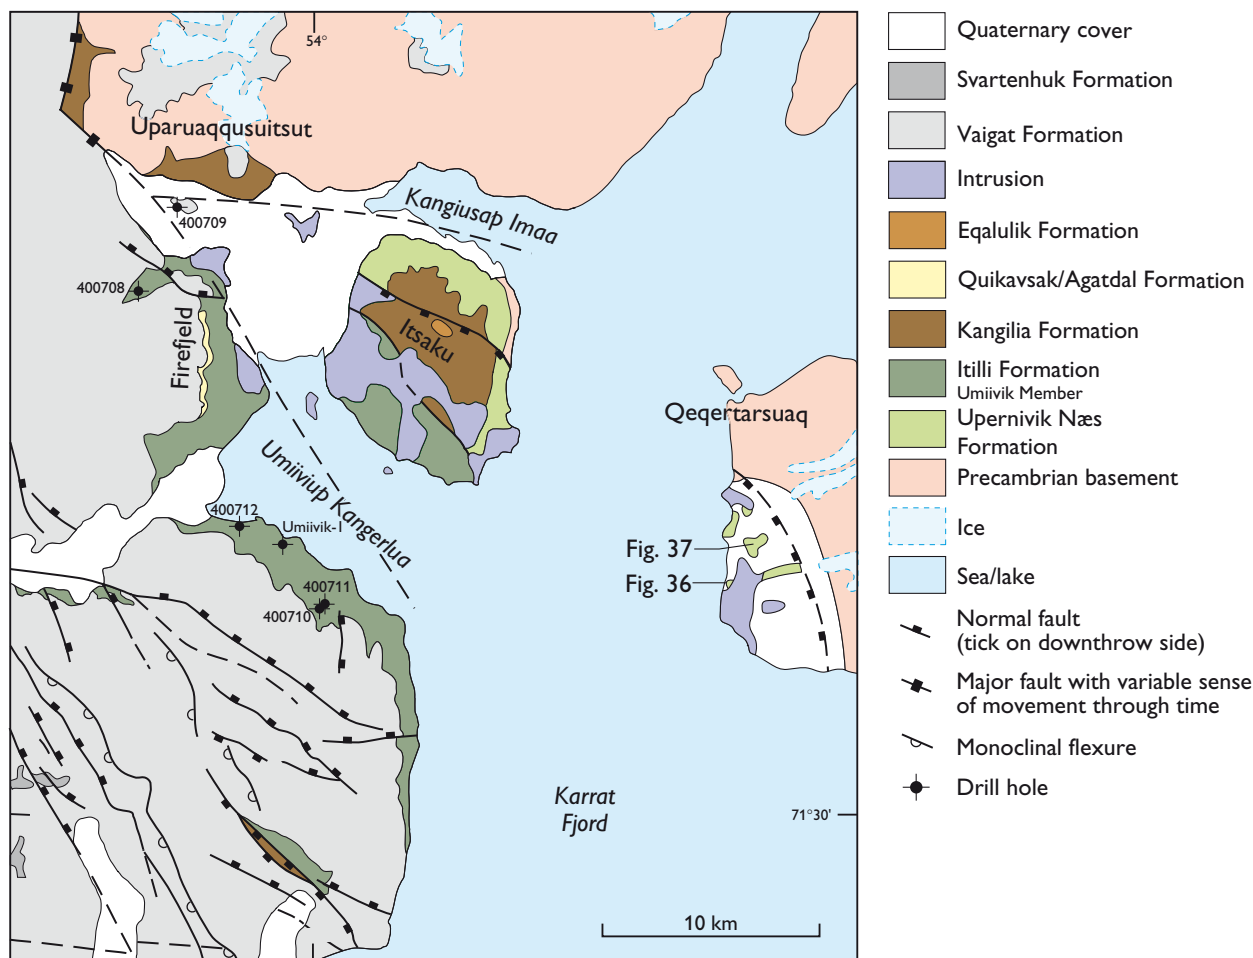 54°
Uparuaqqusuitsut
Kangiusap Imaa
400709
400708
Firefjeld
Itsaku
Qeqertarsuaq
Umiiviup Kangerlua
400712
Umiivik-1
400711
400710
Fig. 37
Fig. 36
Karrat
Fjord
71°30'
10 km
Quaternary cover
Svartenhuk Formation
Vaigat Formation
Intrusion
Eqalulik Formation
Quikavsak/Agatdal Formation
Kangilia Formation
Itilli Formation
Umiivik Member
Upernivik Næs
Formation
Precambrian basement
Ice
Sea/lake
Normal fault
(tick on downthrow side)
Major fault with variable sense
of movement through time
Monoclinal flexure
Drill hole